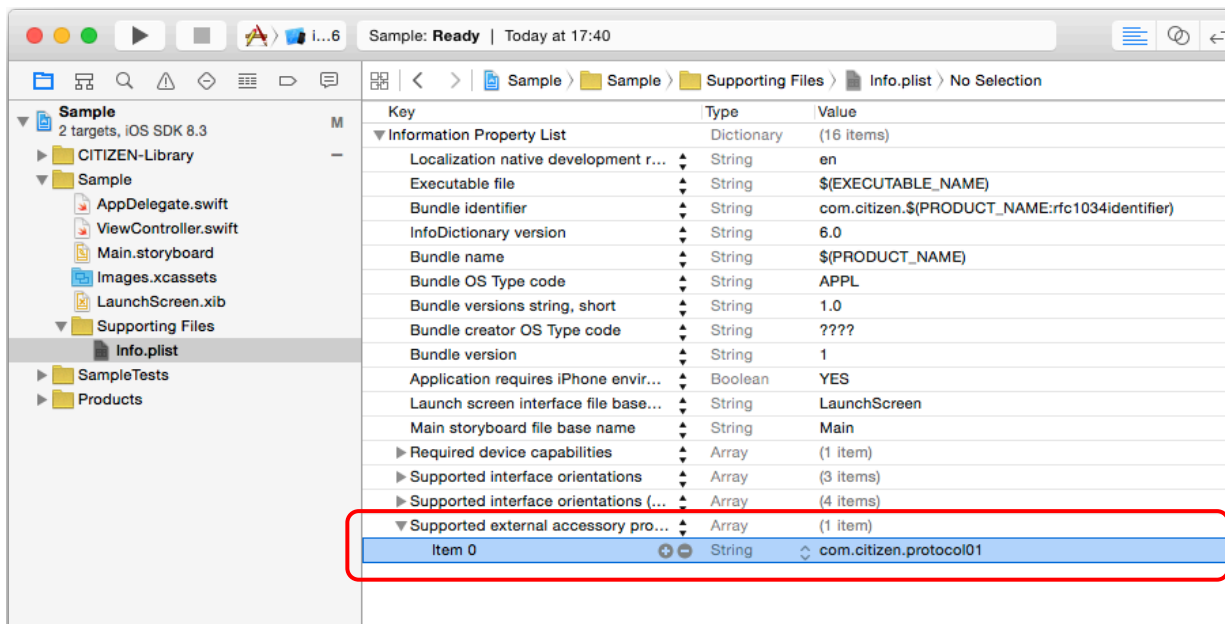 i...6 Sample: Ready | Today at 17:40
Sample Sample Supporting Files Info.plist No Selection
Sample
2 targets, iOS SDK 8.3 M
CITIZEN-Library –
Sample
AppDelegate.swift
ViewController.swift
Main.storyboard
Images.xcassets
LaunchScreen.xib
Supporting Files
Info.plist
SampleTests
Products
Key Type Value
Information Property List Dictionary (16 items)
Localization native development r... String en
Executable file String $(EXECUTABLE_NAME)
Bundle identifier String com.citizen.$(PRODUCT_NAME:rfc1034identifier)
InfoDictionary version String 6.0
Bundle name String $(PRODUCT_NAME)
Bundle OS Type code String APPL
Bundle versions string, short String 1.0
Bundle creator OS Type code String ????
Bundle version String 1
Application requires iPhone envir... Boolean YES
Launch screen interface file base... String LaunchScreen
Main storyboard file base name String Main
Required device capabilities Array (1 item)
Supported interface orientations Array (3 items)
Supported interface orientations (... Array (4 items)
Supported external accessory pro... Array (1 item)
Item 0 String com.citizen.protocol01